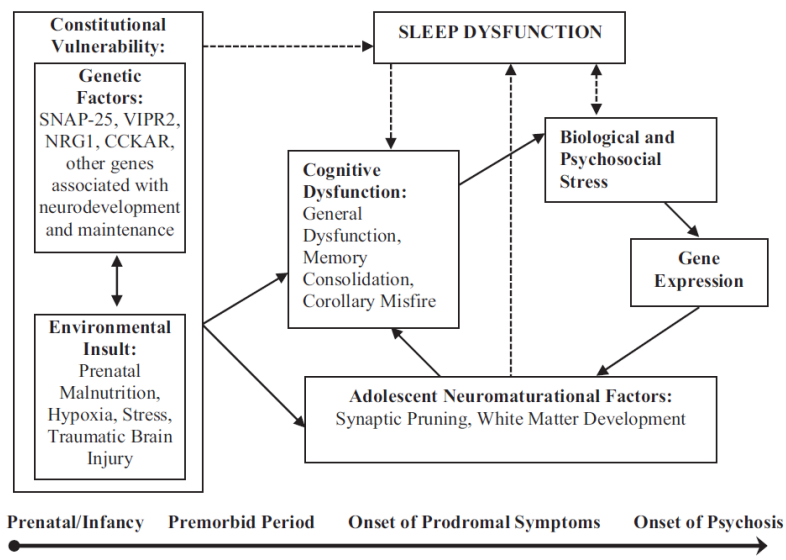 Constitutional
Vulnerability:
Genetic
Factors:
SNAP-25, VIPR2,
NRG1, CCKAR,
other genes
associated with
neurodevelopment
and maintenance
Environmental
Insult:
Prenatal
Malnutrition,
Hypoxia, Stress,
Traumatic Brain
Injury
SLEEP DYSFUNCTION
Cognitive
Dysfunction:
General
Dysfunction,
Memory
Consolidation,
Corollary Misfire
Biological and
Psychosocial
Stress
Gene
Expression
Adolescent Neuromaturational Factors:
Synaptic Pruning, White Matter Development
Prenatal/Infancy Premorbid Period Onset of Prodromal Symptoms Onset of Psychosis